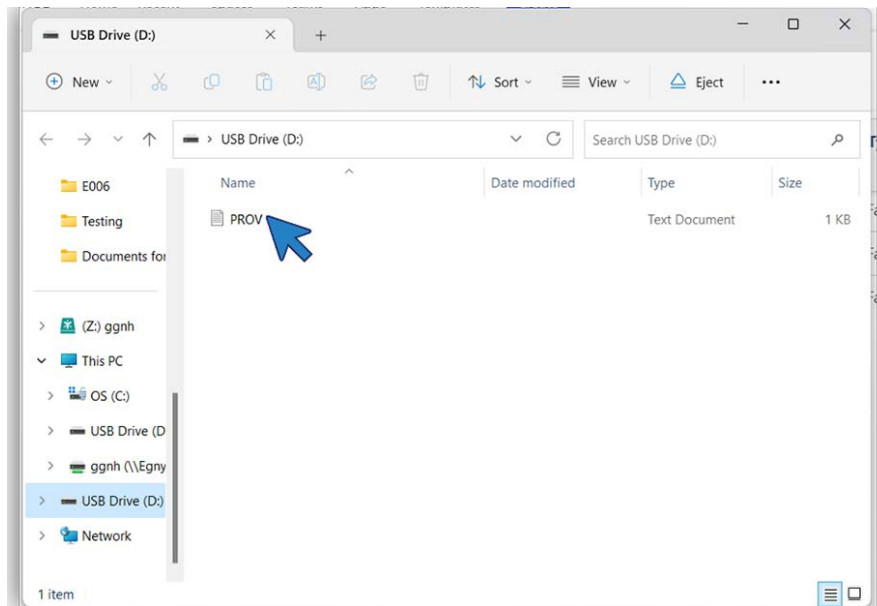 USB Drive (D:)
New
Sort
View
Eject
USB Drive (D:)
Search USB Drive (D:)
Name
Date modified
Type
Size
PROV
Text Document
1 KB
E006
Testing
Documents for
(Z:) ggnh
This PC
OS (C:)
USB Drive (D
ggnh (\\Egny
USB Drive (D:)
Network
1 item